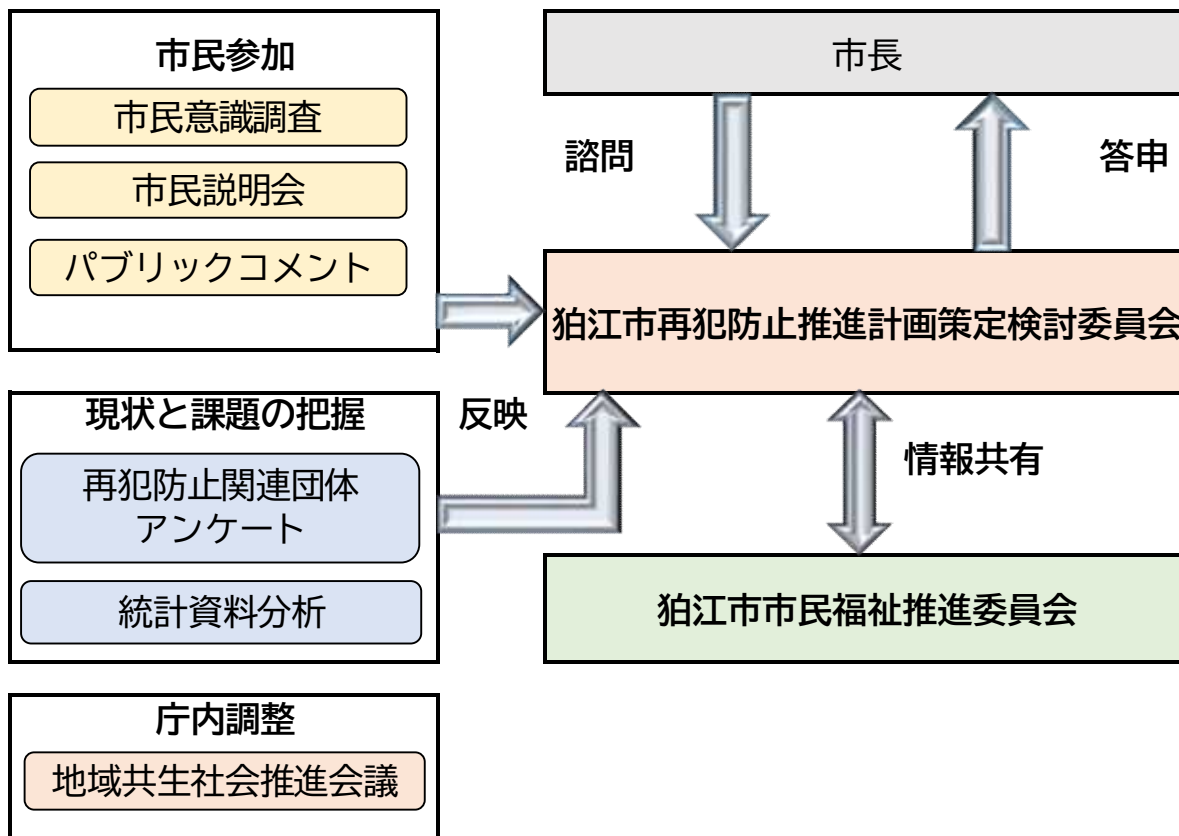 市民参加
市民意識調査
市民説明会
パブリックコメント
現状と課題の把握
再犯防止関連団体
アンケート
統計資料分析
庁内調整
地域共生社会推進会議
市長
諮問
答申
狛江市再犯防止推進計画策定検討委員会
反映
情報共有
狛江市市民福祉推進委員会